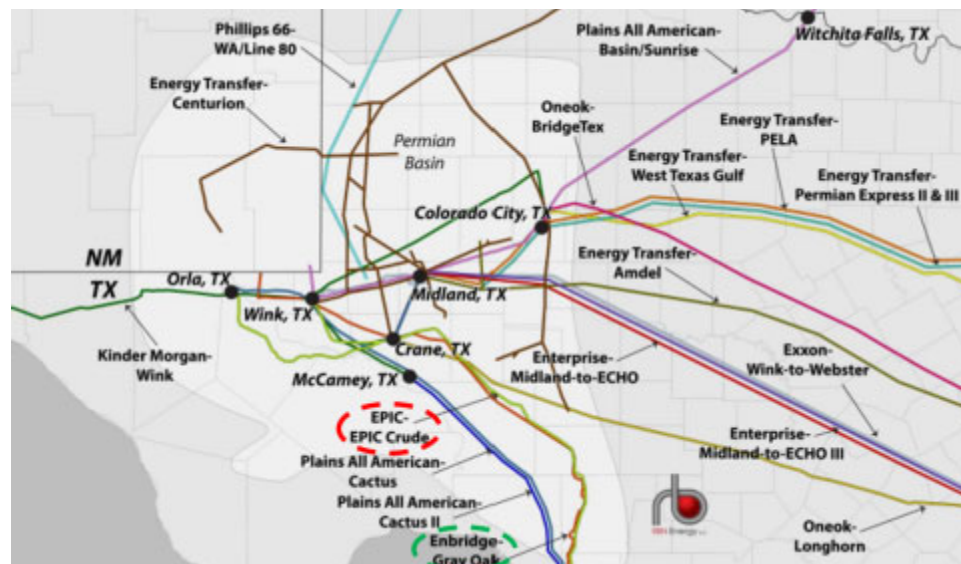 Phillips 66-
WA/Line 80
Plains All American-
Basin/Sunrise
Witchita Falls, TX
Energy Transfer-
Centurion
Permian
Basin
Oneok-
BridgeTex
Energy Transfer-
PELA
Energy Transfer-
West Texas Gulf
Energy Transfer-
Permian Express II & III
Colorado City, TX
NM
TX
Orla, TX
Wink, TX
Midland, TX
Energy Transfer-
Amdel
Kinder Morgan-
Wink
Crane, TX
McCamey, TX
Enterprise-
Midland-to-ECHO
Exxon-
Wink-to-Webster
EPIC-
EPIC Crude
Enterprise-
Midland-to-ECHO III
Plains All American-
Cactus
Plains All American-
Cactus II
Enbridge-
Gray Oak
RBN Energy
Oneok-
Longhorn